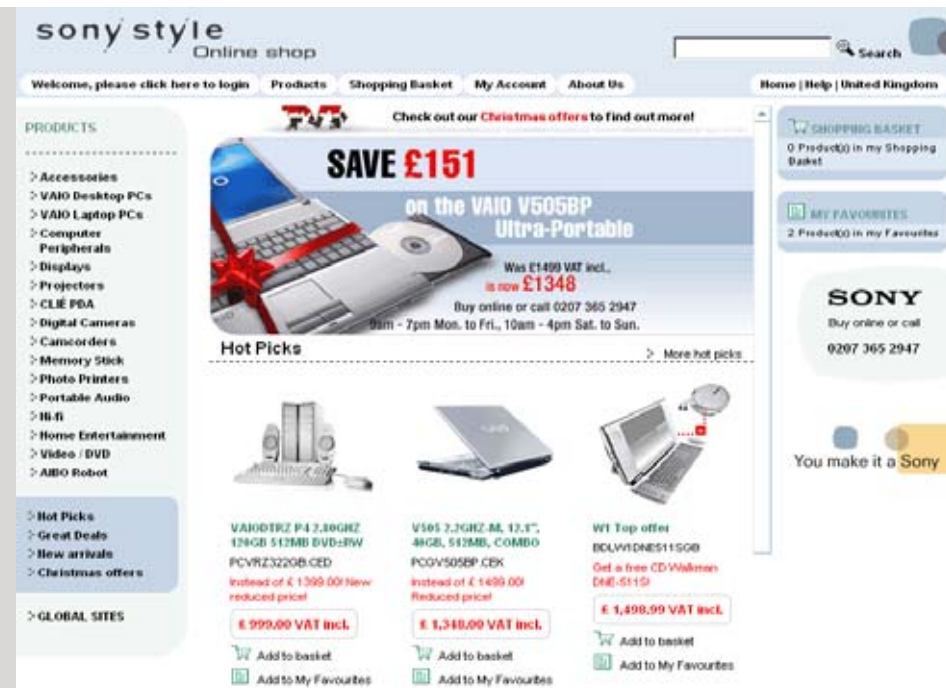 sony style
Online shop
Search
Welcome, please click here to login Products Shopping Basket My Account About Us
Home | Help | United Kingdom
PRODUCTS
> Accessories
> VAIO Desktop PCs
> VAIO Laptop PCs
> Computer
Peripherals
> Displays
> Projectors
> CLIÉ PDA
> Digital Cameras
> Camcorders
> Memory Stick
> Photo Printers
> Portable Audio
> Hi-fi
> Home Entertainment
> Video / DVD
> AIBO Robot
> Hot Picks
> Great Deals
> New arrivals
> Christmas offers
> GLOBAL SITES
Check out our Christmas offers to find out more!
SAVE £151
on the VAIO V505BP
Ultra-Portable
Was £1499 VAT incl.,
is now £1348
Buy online or call 0207 365 2947
9am - 7pm Mon. to Fri., 10am - 4pm Sat. to Sun.
Hot Picks
> More hot picks
VAIO
4x
VAIODTRZ P4 2.80GHZ
120GB 512MB DVD±RW
PCVRZ322GB.CED
Instead of £ 1399.00! New
reduced price!
£ 999.00 VAT incl.
Add to basket
Add to My Favourites
V505 2.2GHZ-M, 12.1",
40GB, 512MB, COMBO
PCGV505BP.CEK
Instead of £ 1499.00!
Reduced price!
£ 1,348.00 VAT incl.
Add to basket
Add to My Favourites
W1 Top offer
BDLW1DNE511SGB
Get a free CD Walkman
DNE-511S!
£ 1,498.99 VAT incl.
Add to basket
Add to My Favourites
SHOPPING BASKET
0 Product(s) in my Shopping
Basket
MY FAVOURITES
2 Product(s) in my Favourites
SONY
Buy online or call
0207 365 2947
You make it a Sony